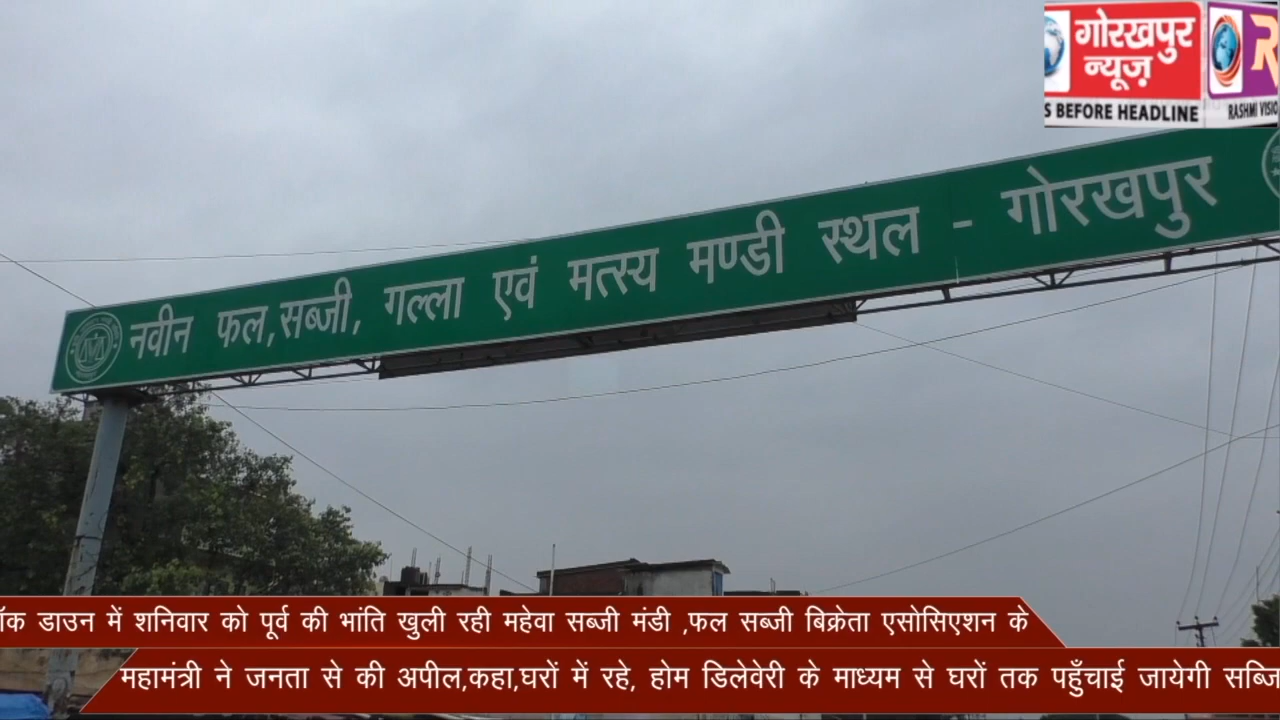 गोरखपुर
न्यूज़
S BEFORE HEADLINE
RASHMI VISIO
नवीन फल,सब्जी, गल्ला एवं मत्स्य मण्डी स्थल - गोरखपुर
ॉक डाउन में शनिवार को पूर्व की भांति खुली रही महेवा सब्जी मंडी ,फल सब्जी बिक्रेता एसोसिएशन के
महामंत्री ने जनता से की अपील,कहा,घरों में रहे, होम डिलेवेरी के माध्यम से घरों तक पहुँचाई जायेगी सब्जि